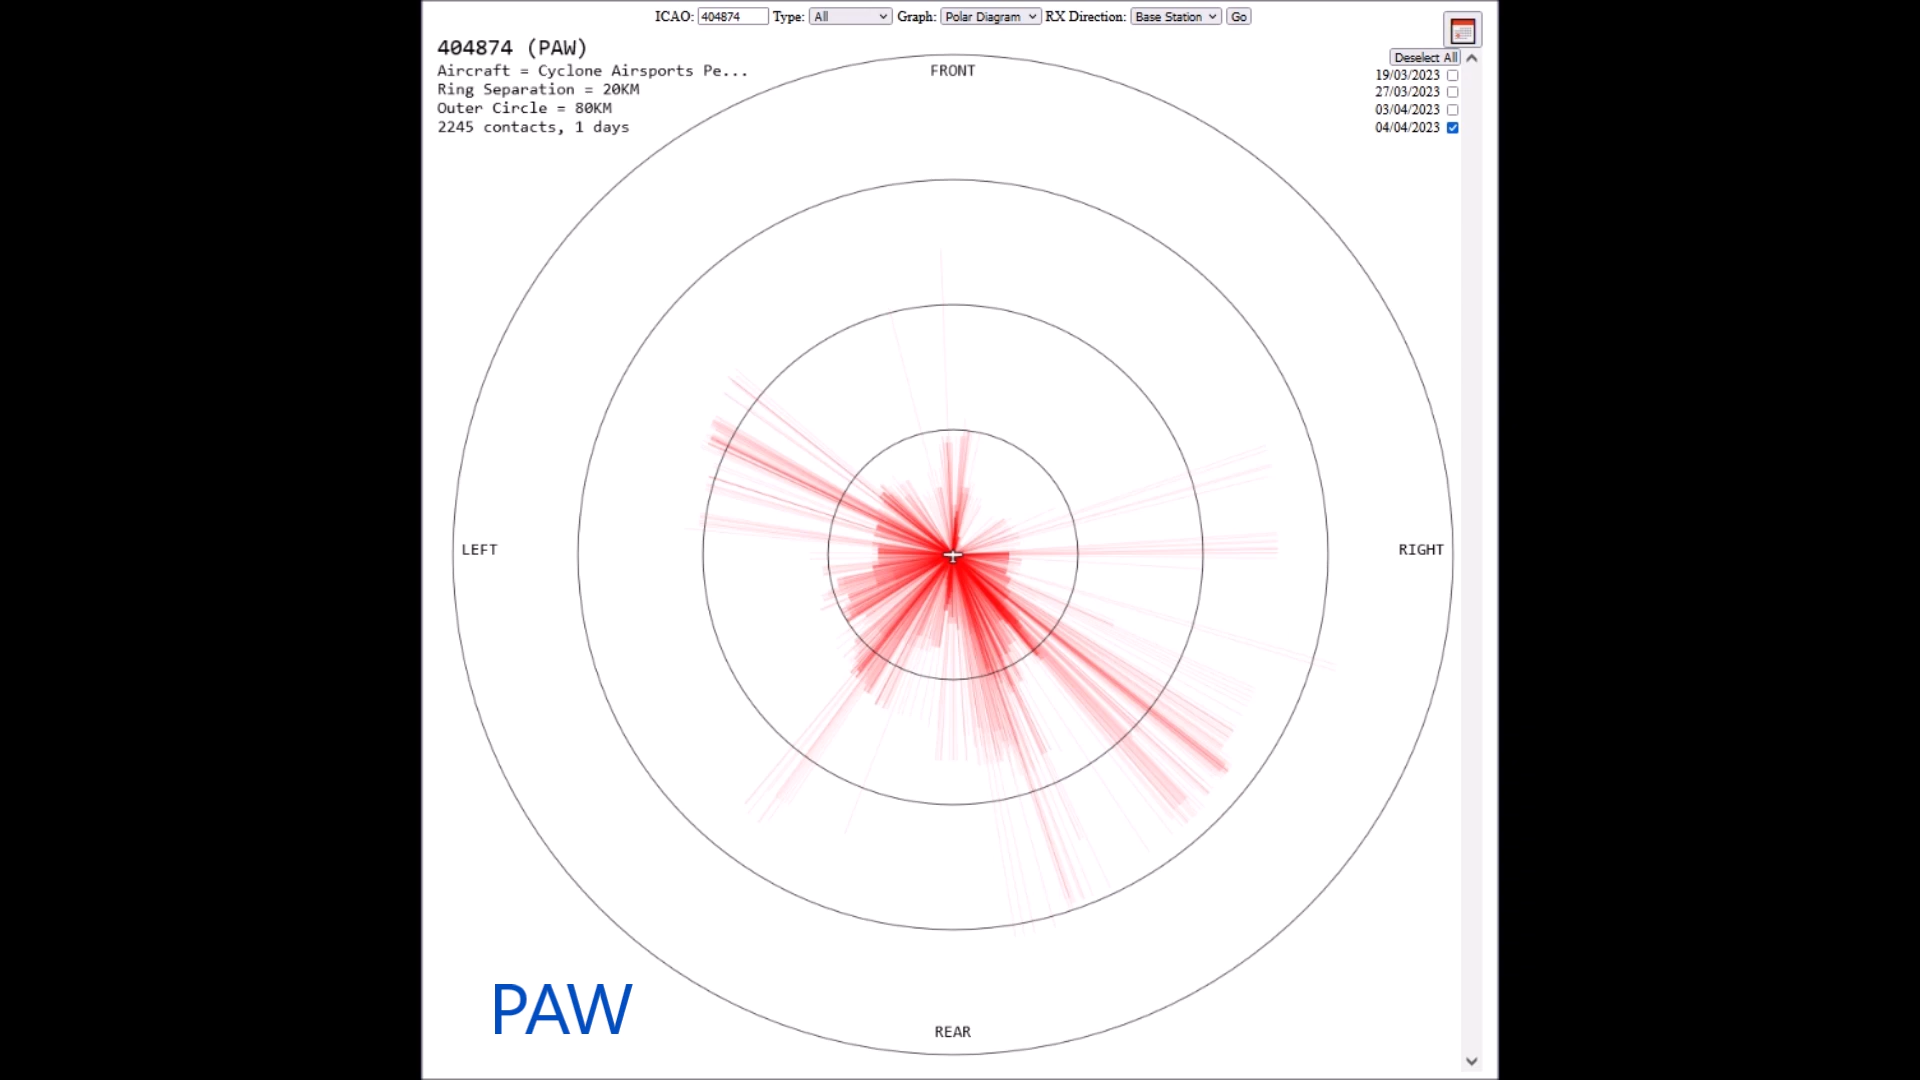 ICAO: 404874 Type: All Graph: Polar Diagram RX Direction: Base Station Go
404874 (PAW)
Aircraft = Cyclone Airsports Pe...
Ring Separation = 20KM
Outer Circle = 80KM
2245 contacts, 1 days
Deselect All
19/03/2023
27/03/2023
03/04/2023
04/04/2023
FRONT
LEFT
RIGHT
REAR
PAW